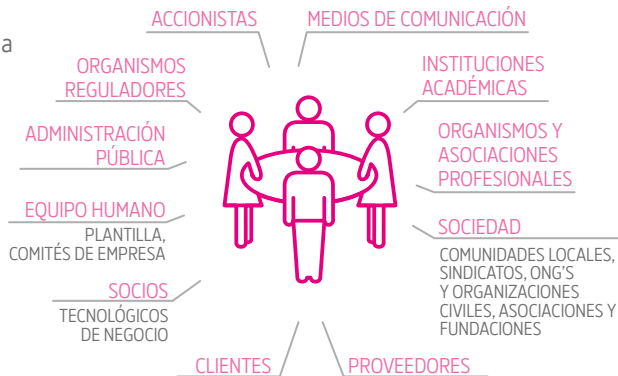 a
ACCIONISTAS
MEDIOS DE COMUNICACIÓN
ORGANISMOS
REGULADORES
INSTITUCIONES
ACADÉMICAS
ADMINISTRACIÓN
PÚBLICA
ORGANISMOS Y
ASOCIACIONES
PROFESIONALES
EQUIPO HUMANO
PLANTILLA,
COMITÉS DE EMPRESA
SOCIEDAD
COMUNIDADES LOCALES,
SINDICATOS, ONG'S
Y ORGANIZACIONES
CIVILES, ASOCIACIONES Y
FUNDACIONES
SOCIOS
TECNOLÓGICOS
DE NEGOCIO
CLIENTES
PROVEEDORES